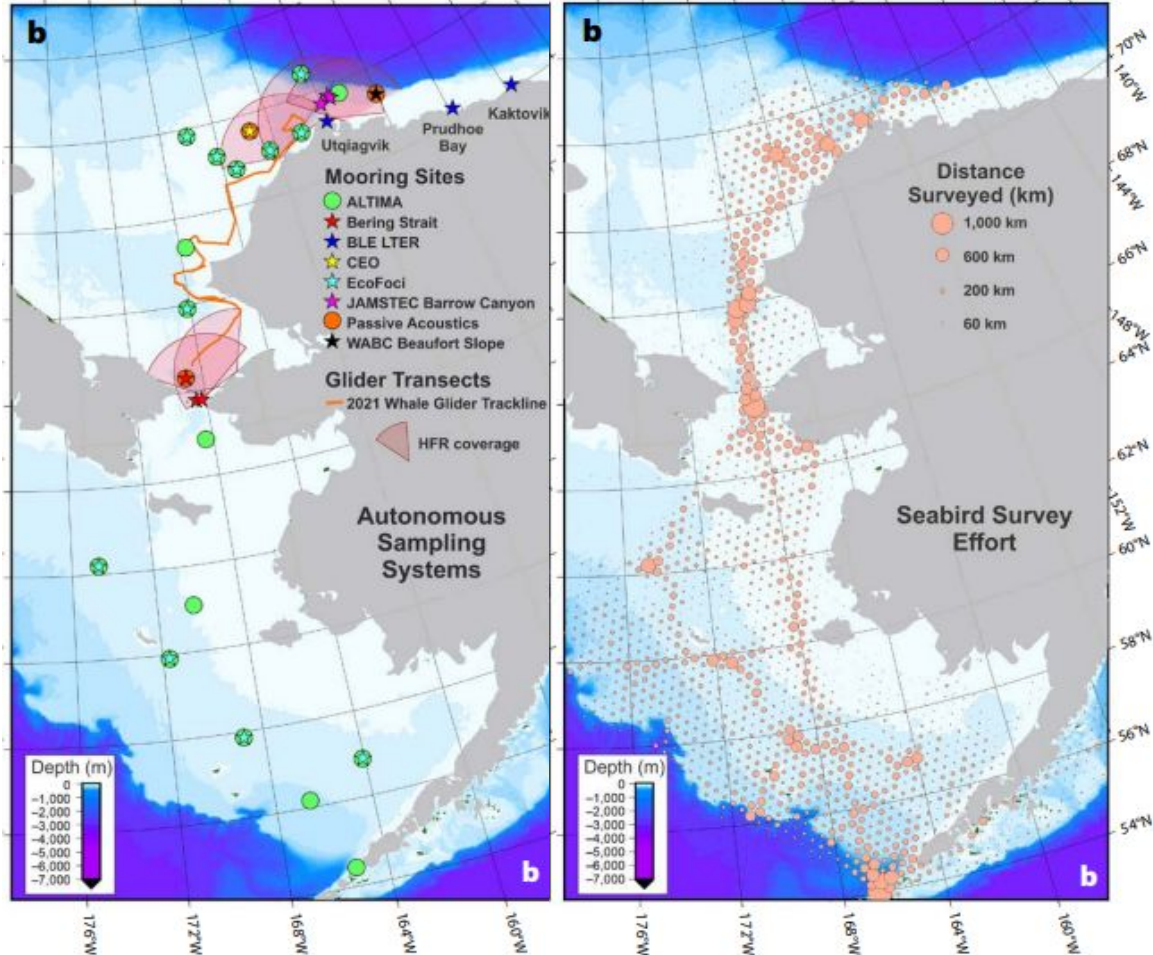 b
Kaktovik
Prudhoe
Bay
Utqiagvik
Mooring Sites
ALTIMA
Bering Strait
BLE LTER
CEO
EcoFoci
JAMSTEC Barrow Canyon
Passive Acoustics
WABC Beaufort Slope
Glider Transects
2021 Whale Glider Trackline
HFR coverage
Autonomous
Sampling
Systems
Depth (m)
0
−1,000
−2,000
−3,000
−4,000
−5,000
−6,000
−7,000
b
176°W
172°W
168°W
164°W
160°W
b
70°N
140°W
68°N
144°W
66°N
148°W
64°N
62°N
152°W
60°N
58°N
56°N
54°N
Distance
Surveyed (km)
1,000 km
600 km
200 km
60 km
Seabird Survey
Effort
Depth (m)
0
−1,000
−2,000
−3,000
−4,000
−5,000
−6,000
−7,000
b
176°W
172°W
168°W
164°W
160°W